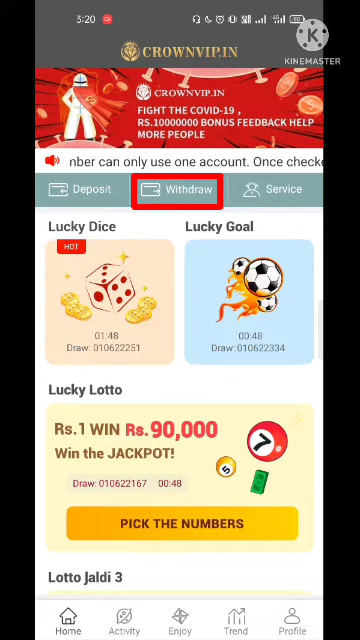 3:20
KINEMASTER
CROWNVIP.IN
CROWNVIP.IN
FIGHT THE COVID-19 ,
RS.10000000 BONUS FEEDBACK HELP
MORE PEOPLE
nber can only use one account. Once checke
Deposit
Withdraw
Service
Lucky Dice
Lucky Goal
HOT
01:48
Draw: 010622251
00:48
Draw: 010622334
Lucky Lotto
Rs.1 WIN Rs. 90,000
Win the JACKPOT!
7
5
Draw: 010622167 00:48
PICK THE NUMBERS
Lotto Jaldi 3
Home
Activity
Enjoy
Trend
Profile